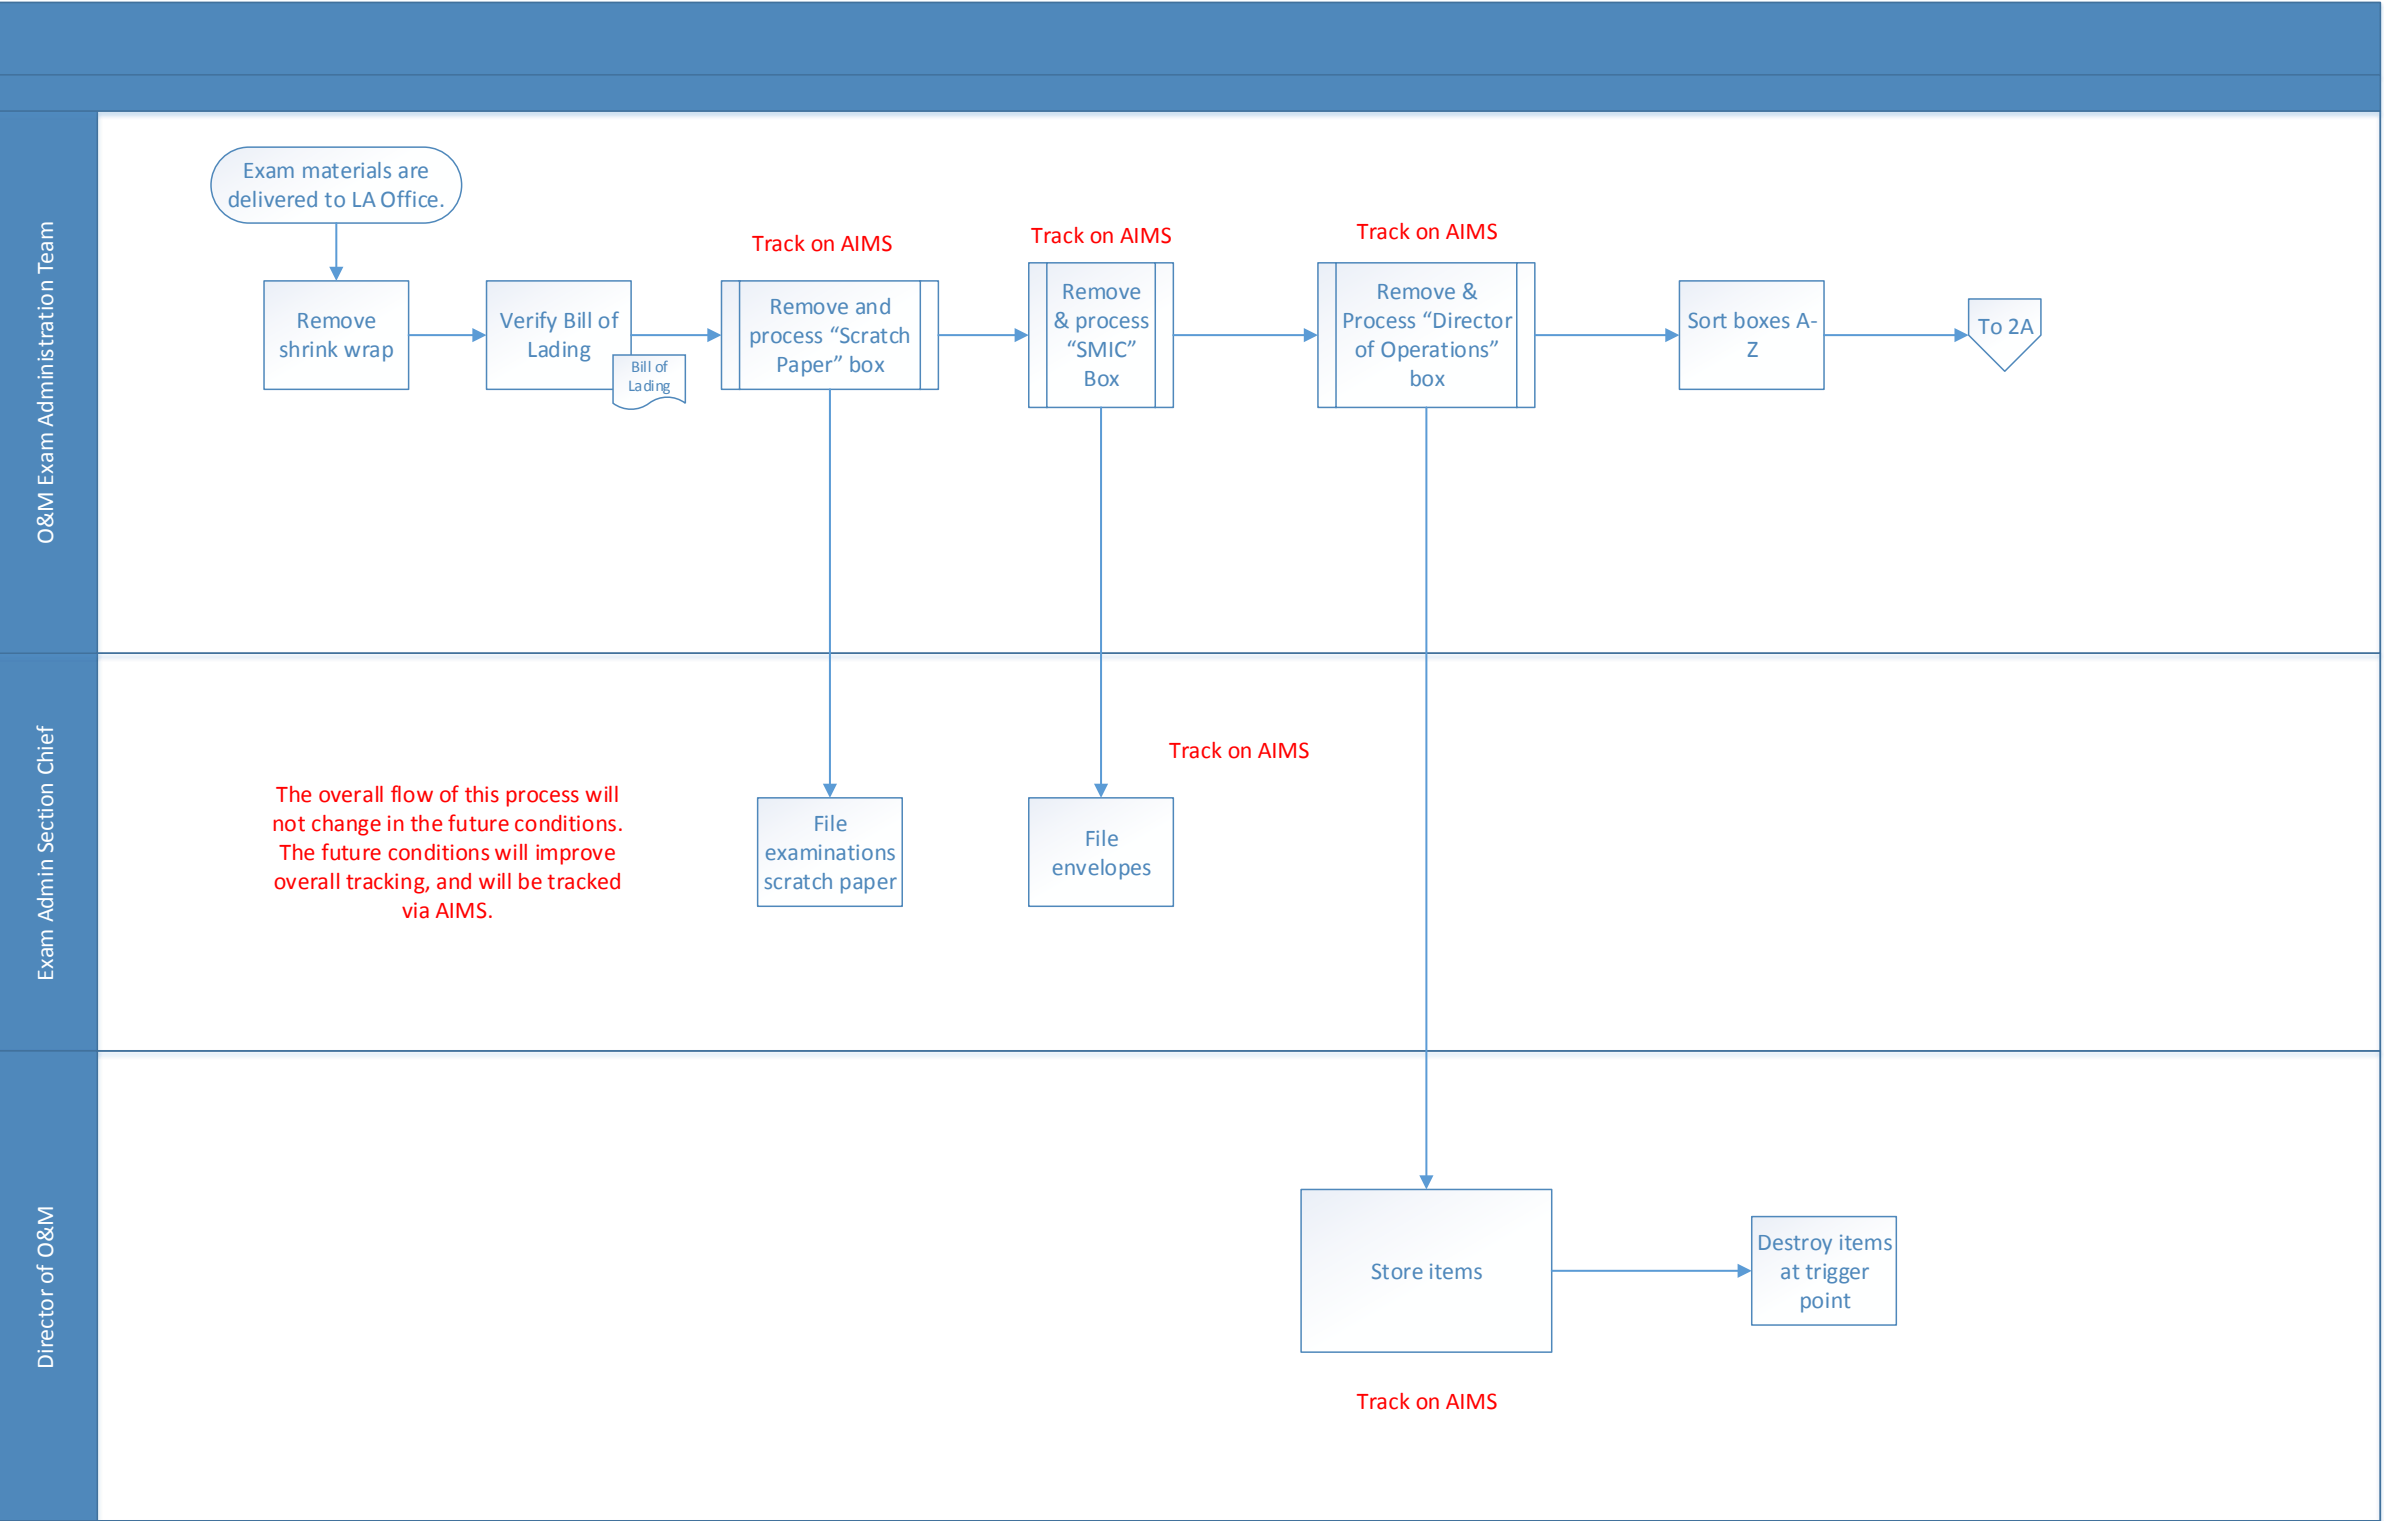 O&M Exam Administration Team
Exam materials are
delivered to LA Office.
Remove
shrink wrap
Verify Bill of
Lading
Bill of
Lading
Track on AIMS
Remove and
process “Scratch
Paper” box
Track on AIMS
Remove
& process
“SMIC”
Box
Track on AIMS
Remove &
Process “Director
of Operations”
box
Sort boxes A-
Z
To 2A
Exam Admin Section Chief
The overall flow of this process will
not change in the future conditions.
The future conditions will improve
overall tracking, and will be tracked
via AIMS.
File
examinations
scratch paper
Track on AIMS
File
envelopes
Director of O&M
Store items
Track on AIMS
Destroy items
at trigger
point